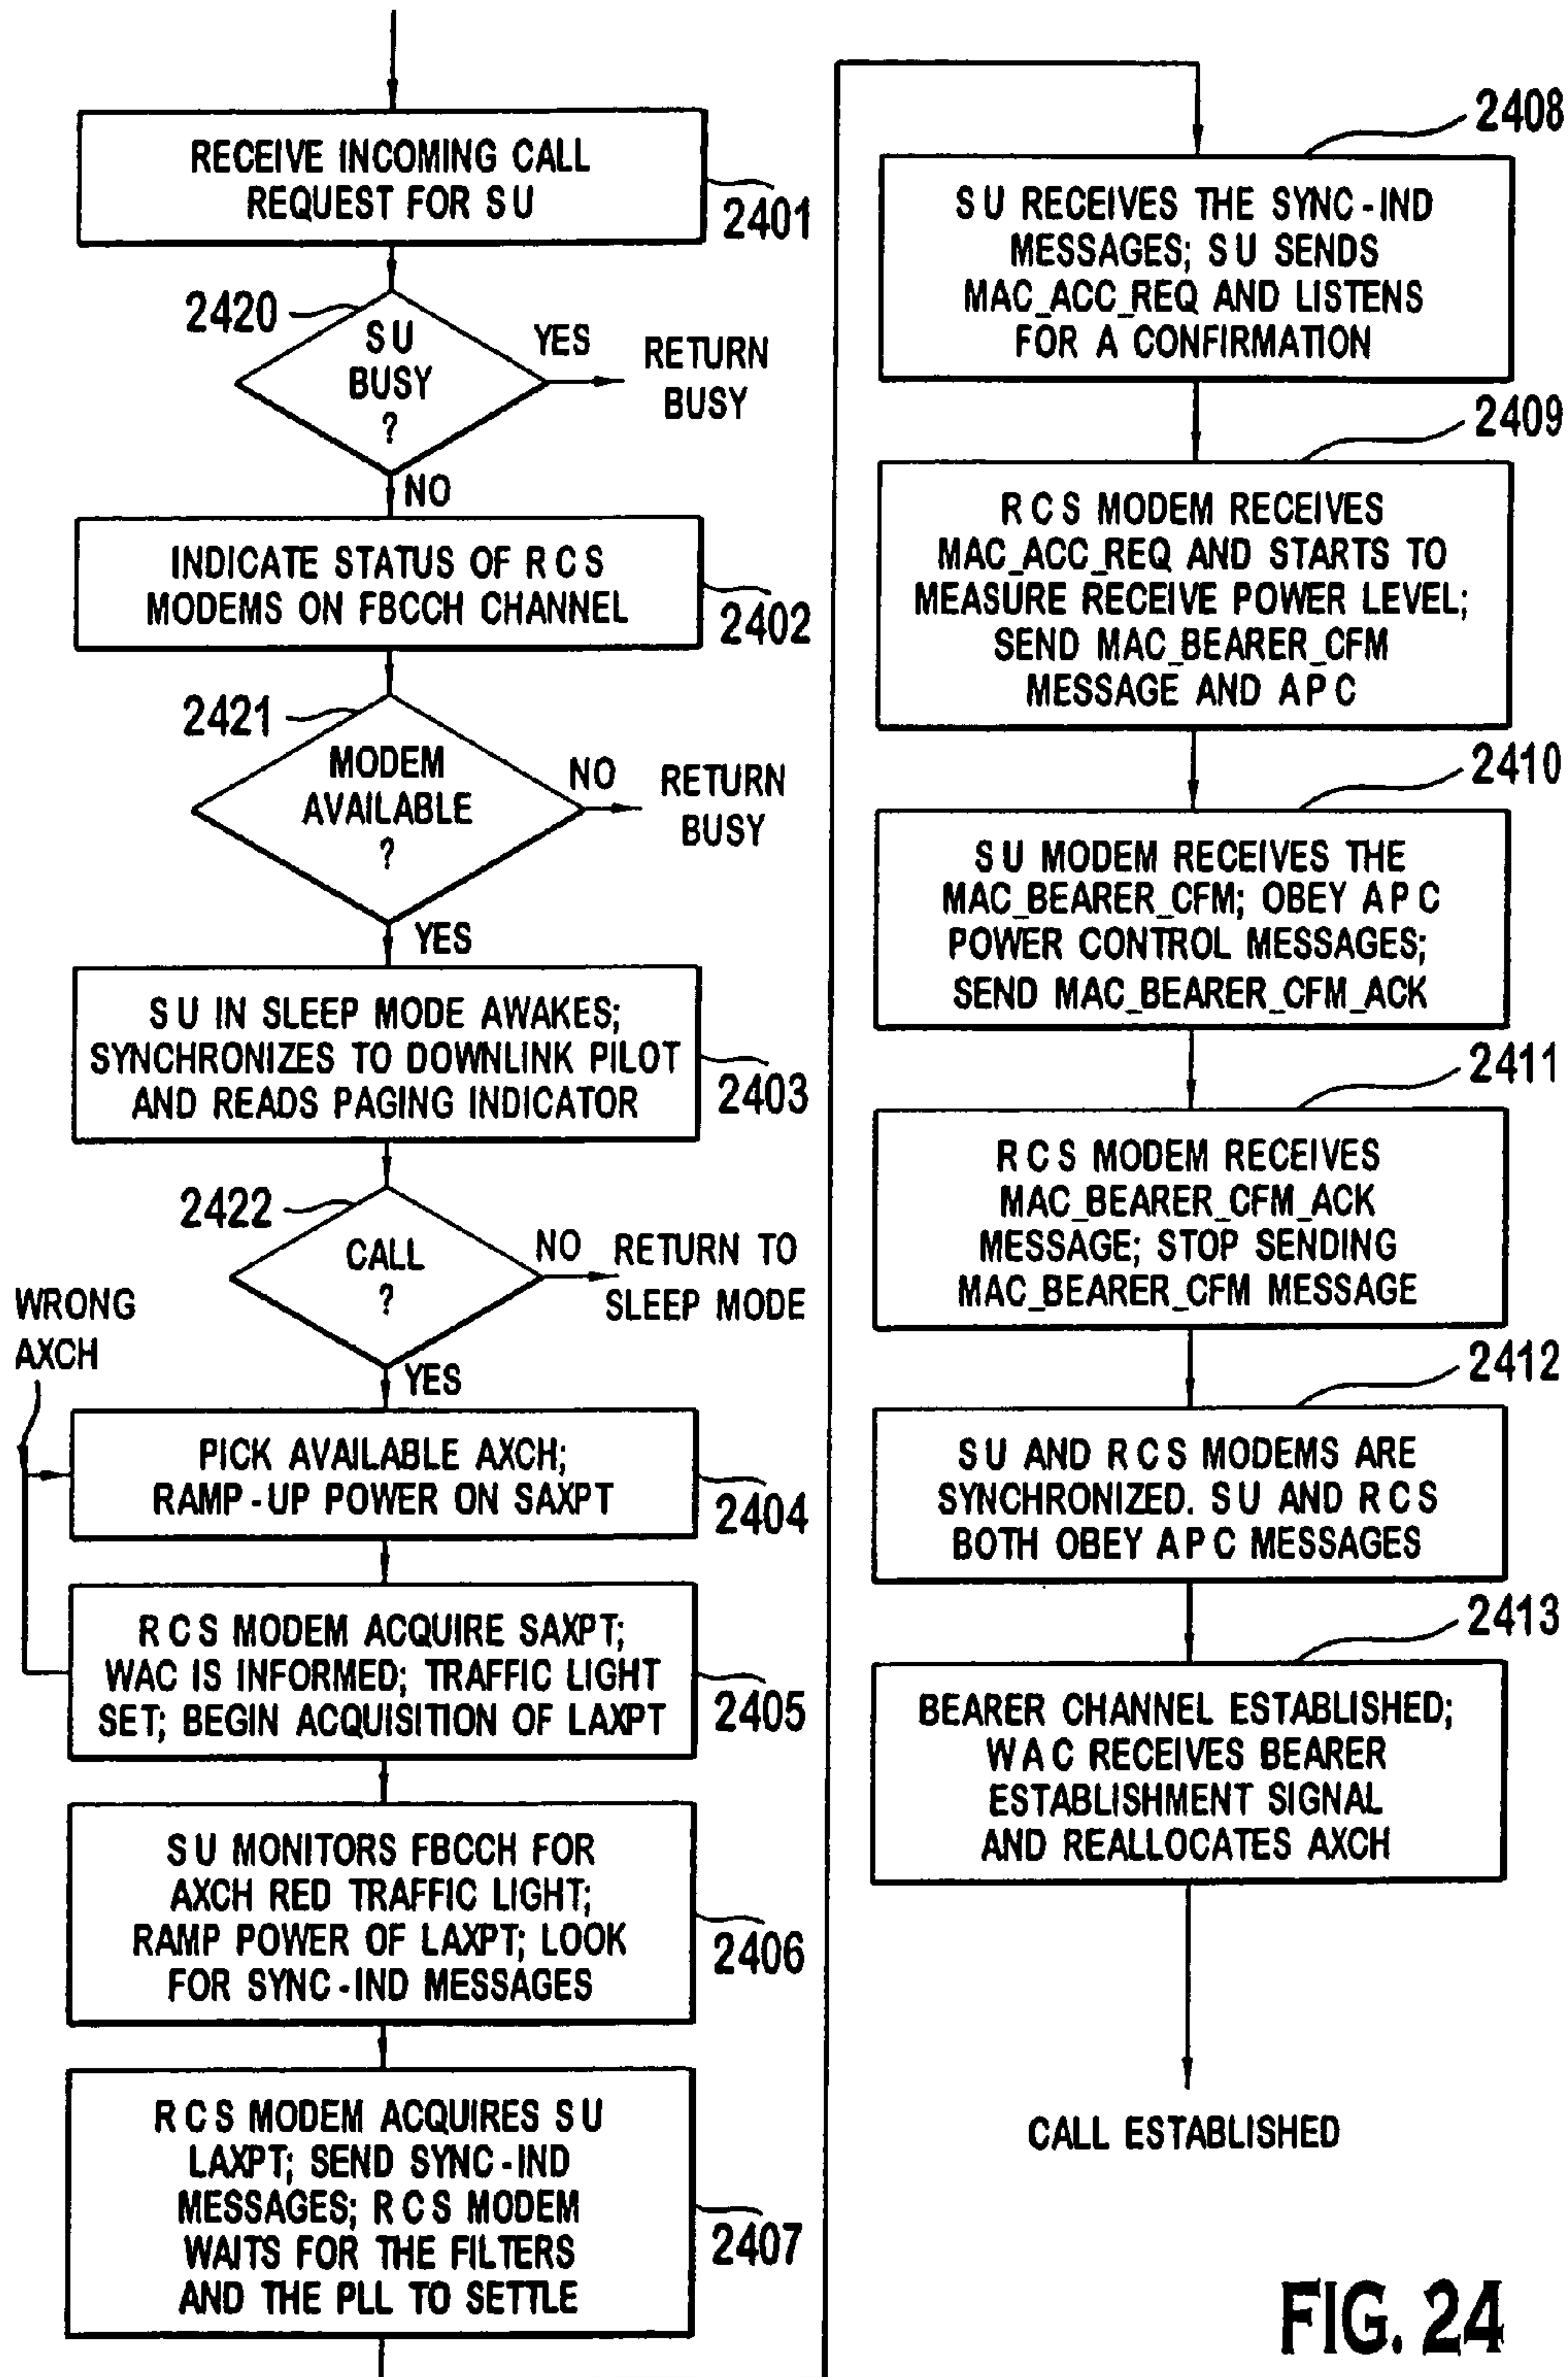 RECEIVE INCOMING CALL
REQUEST FOR SU
2401
2420
SU
BUSY
?
YES
RETURN
BUSY
NO
INDICATE STATUS OF RCS
MODEMS ON FBCCH CHANNEL
2402
2421
MODEM
AVAILABLE
?
NO
RETURN
BUSY
YES
SU IN SLEEP MODE AWAKES;
SYNCHRONIZES TO DOWNLINK PILOT
AND READS PAGING INDICATOR
2403
2422
CALL
?
NO
RETURN TO
SLEEP MODE
WRONG
AXCH
YES
PICK AVAILABLE AXCH;
RAMP-UP POWER ON SAXPT
2404
RCS MODEM ACQUIRE SAXPT;
WAC IS INFORMED; TRAFFIC LIGHT
SET; BEGIN ACQUISITION OF LAXPT
2405
SU MONITORS FBCCH FOR
AXCH RED TRAFFIC LIGHT;
RAMP POWER OF LAXPT; LOOK
FOR SYNC-IND MESSAGES
2406
RCS MODEM ACQUIRES SU
LAXPT; SEND SYNC-IND
MESSAGES; RCS MODEM
WAITS FOR THE FILTERS
AND THE PLL TO SETTLE
2407
2408
SU RECEIVES THE SYNC-IND
MESSAGES; SU SENDS
MAC_ACC_REQ AND LISTENS
FOR A CONFIRMATION
2409
RCS MODEM RECEIVES
MAC_ACC_REQ AND STARTS TO
MEASURE RECEIVE POWER LEVEL;
SEND MAC_BEARER_CFM
MESSAGE AND APC
2410
SU MODEM RECEIVES THE
MAC_BEARER_CFM; OBEY APC
POWER CONTROL MESSAGES;
SEND MAC_BEARER_CFM_ACK
2411
RCS MODEM RECEIVES
MAC_BEARER_CFM_ACK
MESSAGE; STOP SENDING
MAC_BEARER_CFM MESSAGE
2412
SU AND RCS MODEMS ARE
SYNCHRONIZED. SU AND RCS
BOTH OBEY APC MESSAGES
2413
BEARER CHANNEL ESTABLISHED;
WAC RECEIVES BEARER
ESTABLISHMENT SIGNAL
AND REALLOCATES AXCH
CALL ESTABLISHED
FIG. 24